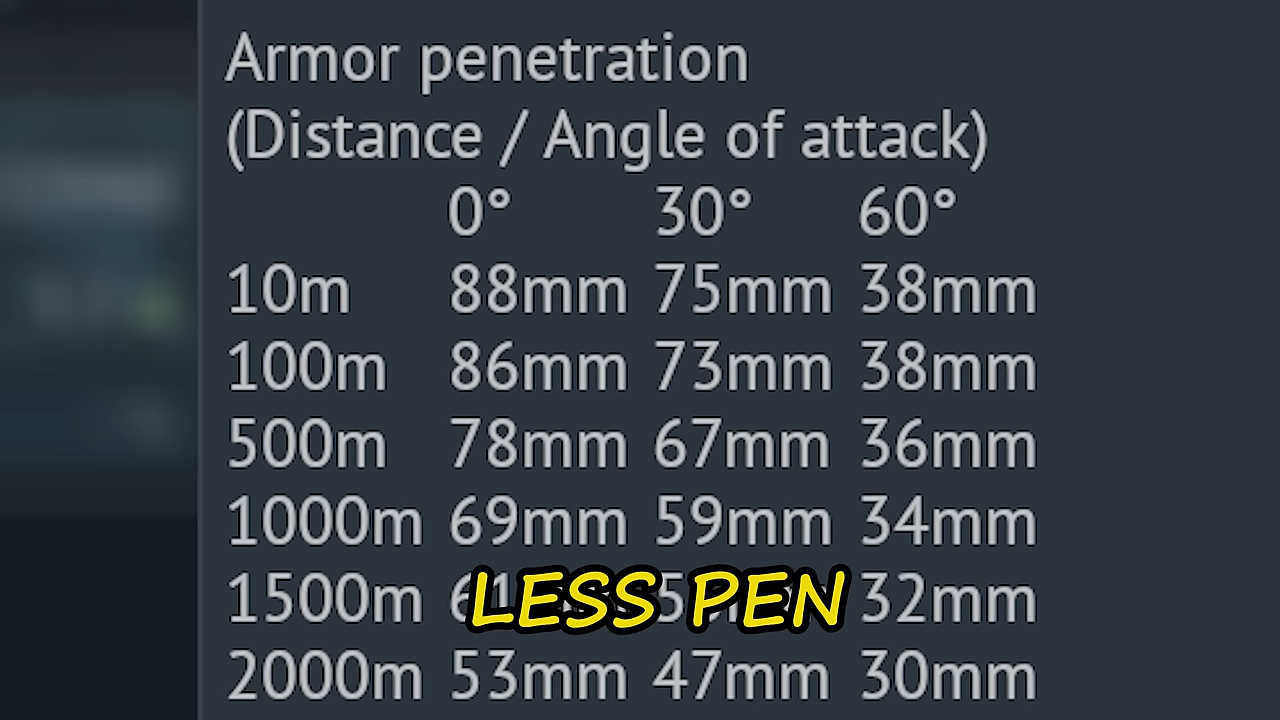 Armor penetration
(Distance / Angle of attack)
0° 30° 60°
10m 88mm 75mm 38mm
100m 86mm 73mm 38mm
500m 78mm 67mm 36mm
1000m 69mm 59mm 34mm
1500m 32mm
LESS PEN
2000m 53mm 47mm 30mm